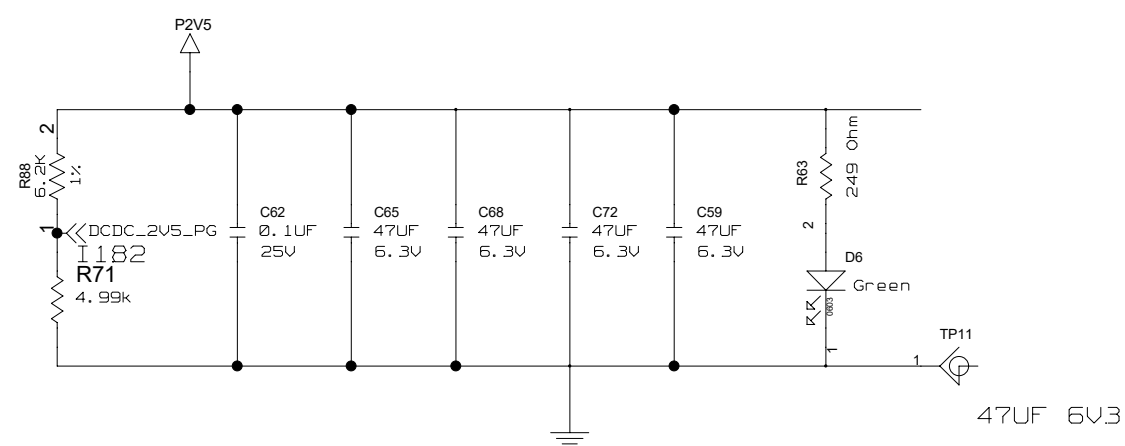 P2V5
2
R88
6.2K
1%
1
DCDC_2V5_PG
I182
R71
4.99k
C62
0.1UF
25V
C65
47UF
6.3V
C68
47UF
6.3V
C72
47UF
6.3V
C59
47UF
6.3V
R63
249 Ohm
2
D6
Green
0603
1
TP11
1
47UF 6V3